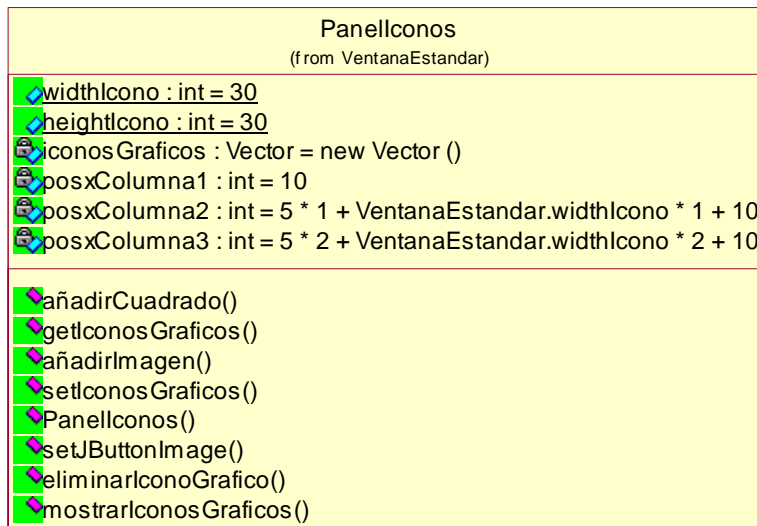 PanelIconos
(from VentanaEstandar)
widthIcono : int = 30
heightIcono : int = 30
iconosGraficos : Vector = new Vector ()
posxColumna1 : int = 10
posxColumna2 : int = 5 * 1 + VentanaEstandar.widthIcono * 1 + 10
posxColumna3 : int = 5 * 2 + VentanaEstandar.widthIcono * 2 + 10
añadirCuadrado()
getIconosGraficos()
añadirImagen()
setIconosGraficos()
PanelIconos()
setJButtonImage()
eliminarIconoGrafico()
mostrarIconosGraficos()